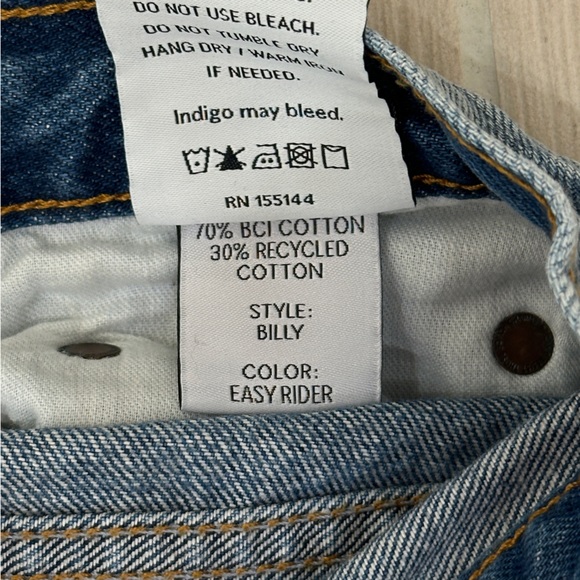 DO NOT USE BLEACH.
DO NOT TUMBLE DRY
HANG DRY / WARM IRON
IF NEEDED.
Indigo may bleed.
RN 155144
70% BCI COTTON
30% RECYCLED
COTTON
STYLE:
BILLY
COLOR:
EASY RIDER